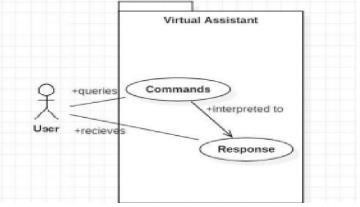 Virtual Assistant
+queries
Commands
+interpreted to
User
+recieves
Response